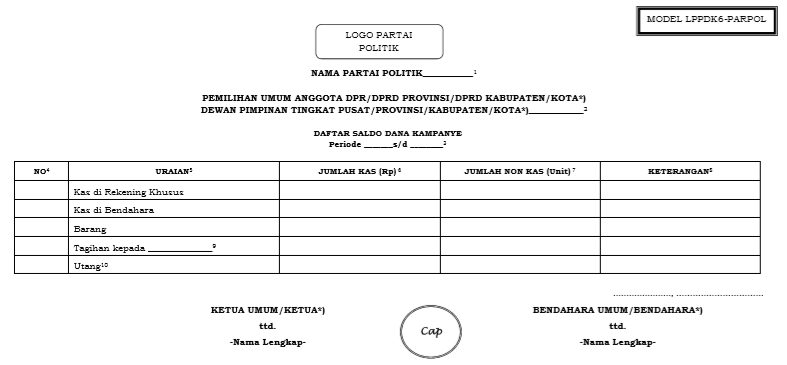 MODEL LPPDK6-PARPOL
LOGO PARTAI
POLITIK
NAMA PARTAI POLITIK__________1
PEMILIHAN UMUM ANGGOTA DPR/DPRD PROVINSI/DPRD KABUPATEN/KOTA*)
DEWAN PIMPINAN TINGKAT PUSAT/PROVINSI/KABUPATEN/KOTA*)___________2
DAFTAR SALDO DANA KAMPANYE
Periode ______s/d _______3
NO4 URAIAN5 JUMLAH KAS (Rp) 6 JUMLAH NON KAS (Unit) 7 KETERANGAN8
Kas di Rekening Khusus
Kas di Bendahara
Barang
Tagihan kepada _____________9
Utang10
......................, ................................
KETUA UMUM/KETUA*) BENDAHARA UMUM/BENDAHARA*)
ttd. Cap ttd.
-Nama Lengkap- -Nama Lengkap-